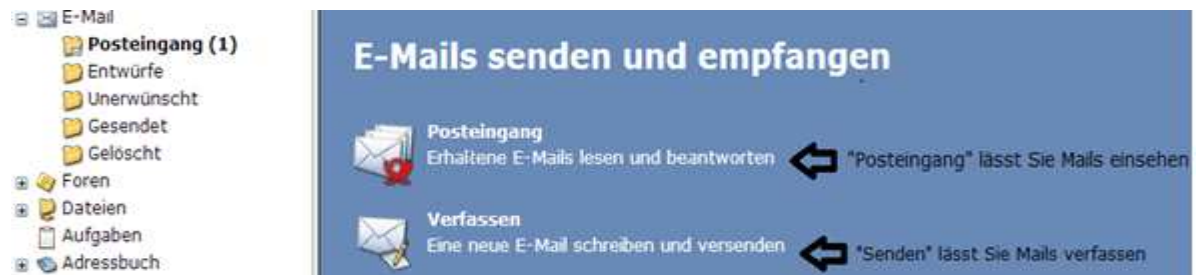 E-Mail
Posteingang (1)
Entwürfe
Unerwünscht
Gesendet
Gelöscht
Foren
Dateien
Aufgaben
Adressbuch
E-Mails senden und empfangen
Posteingang
Erhaltene E-Mails lesen und beantworten
"Posteingang" lässt Sie Mails einsehen
Verfassen
Eine neue E-Mail schreiben und versenden
"Senden" lässt Sie Mails verfassen